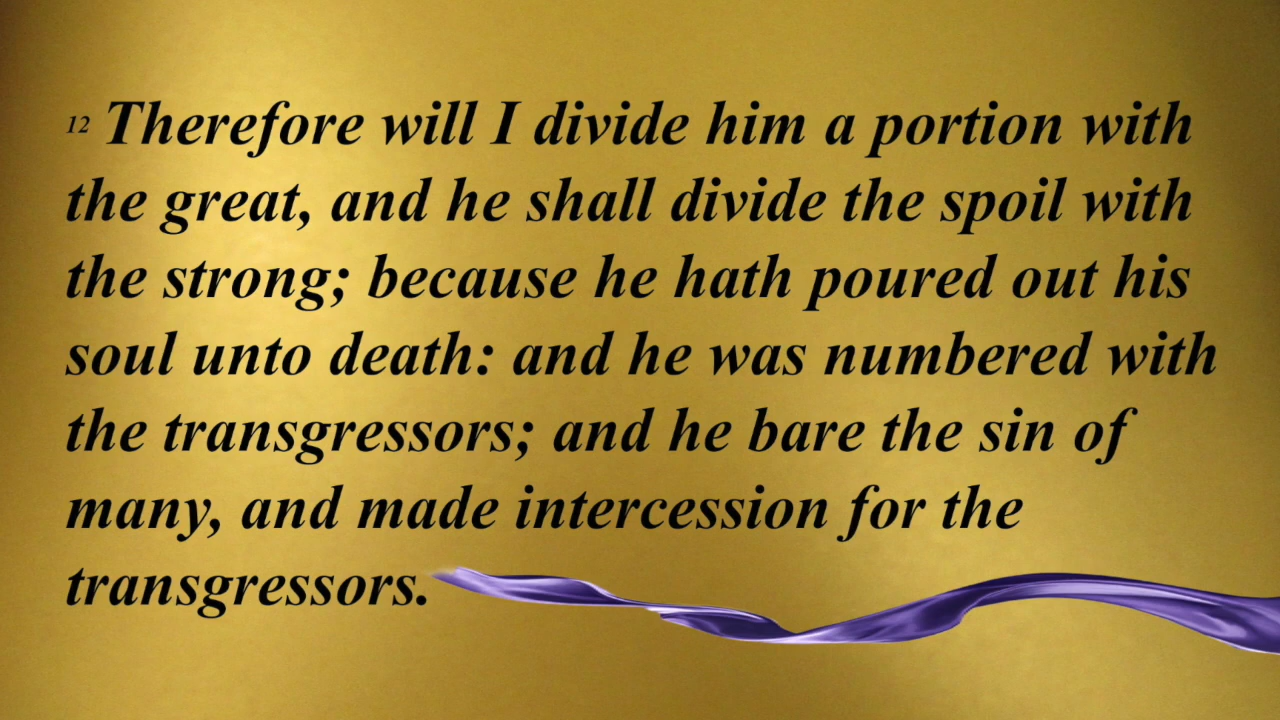 12 Therefore will I divide him a portion with
the great, and he shall divide the spoil with
the strong; because he hath poured out his
soul unto death: and he was numbered with
the transgressors; and he bare the sin of
many, and made intercession for the
transgressors.